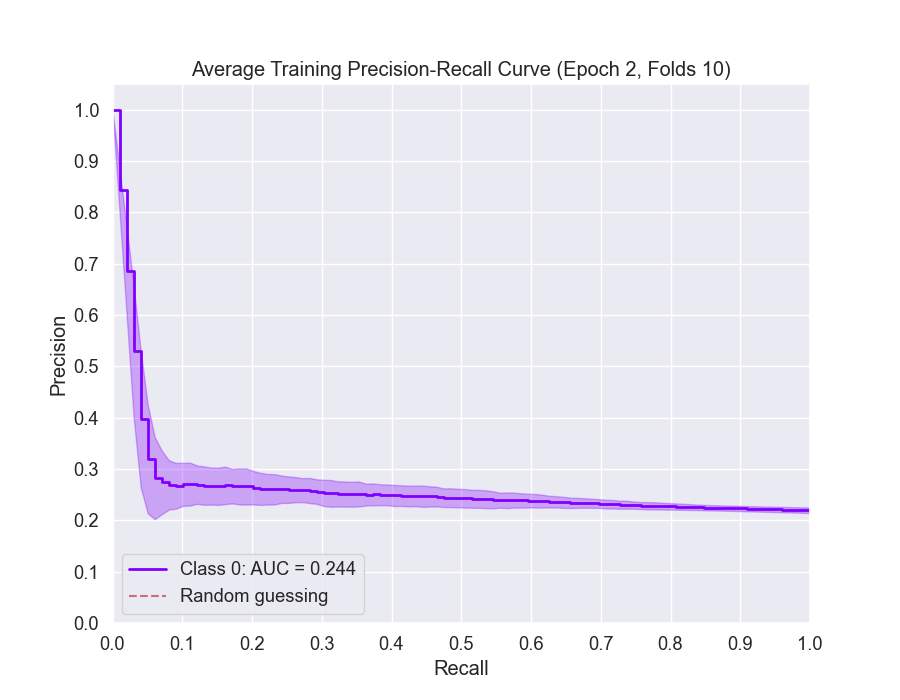 Average Training Precision-Recall Curve (Epoch 2, Folds 10)
1.0
0.9
0.8
0.7
0.6
0.5
0.4
0.3
0.2
0.1
0.0
Precision
Class 0: AUC = 0.244
Random guessing
0.0 0.1 0.2 0.3 0.4 0.5 0.6 0.7 0.8 0.9 1.0
Recall